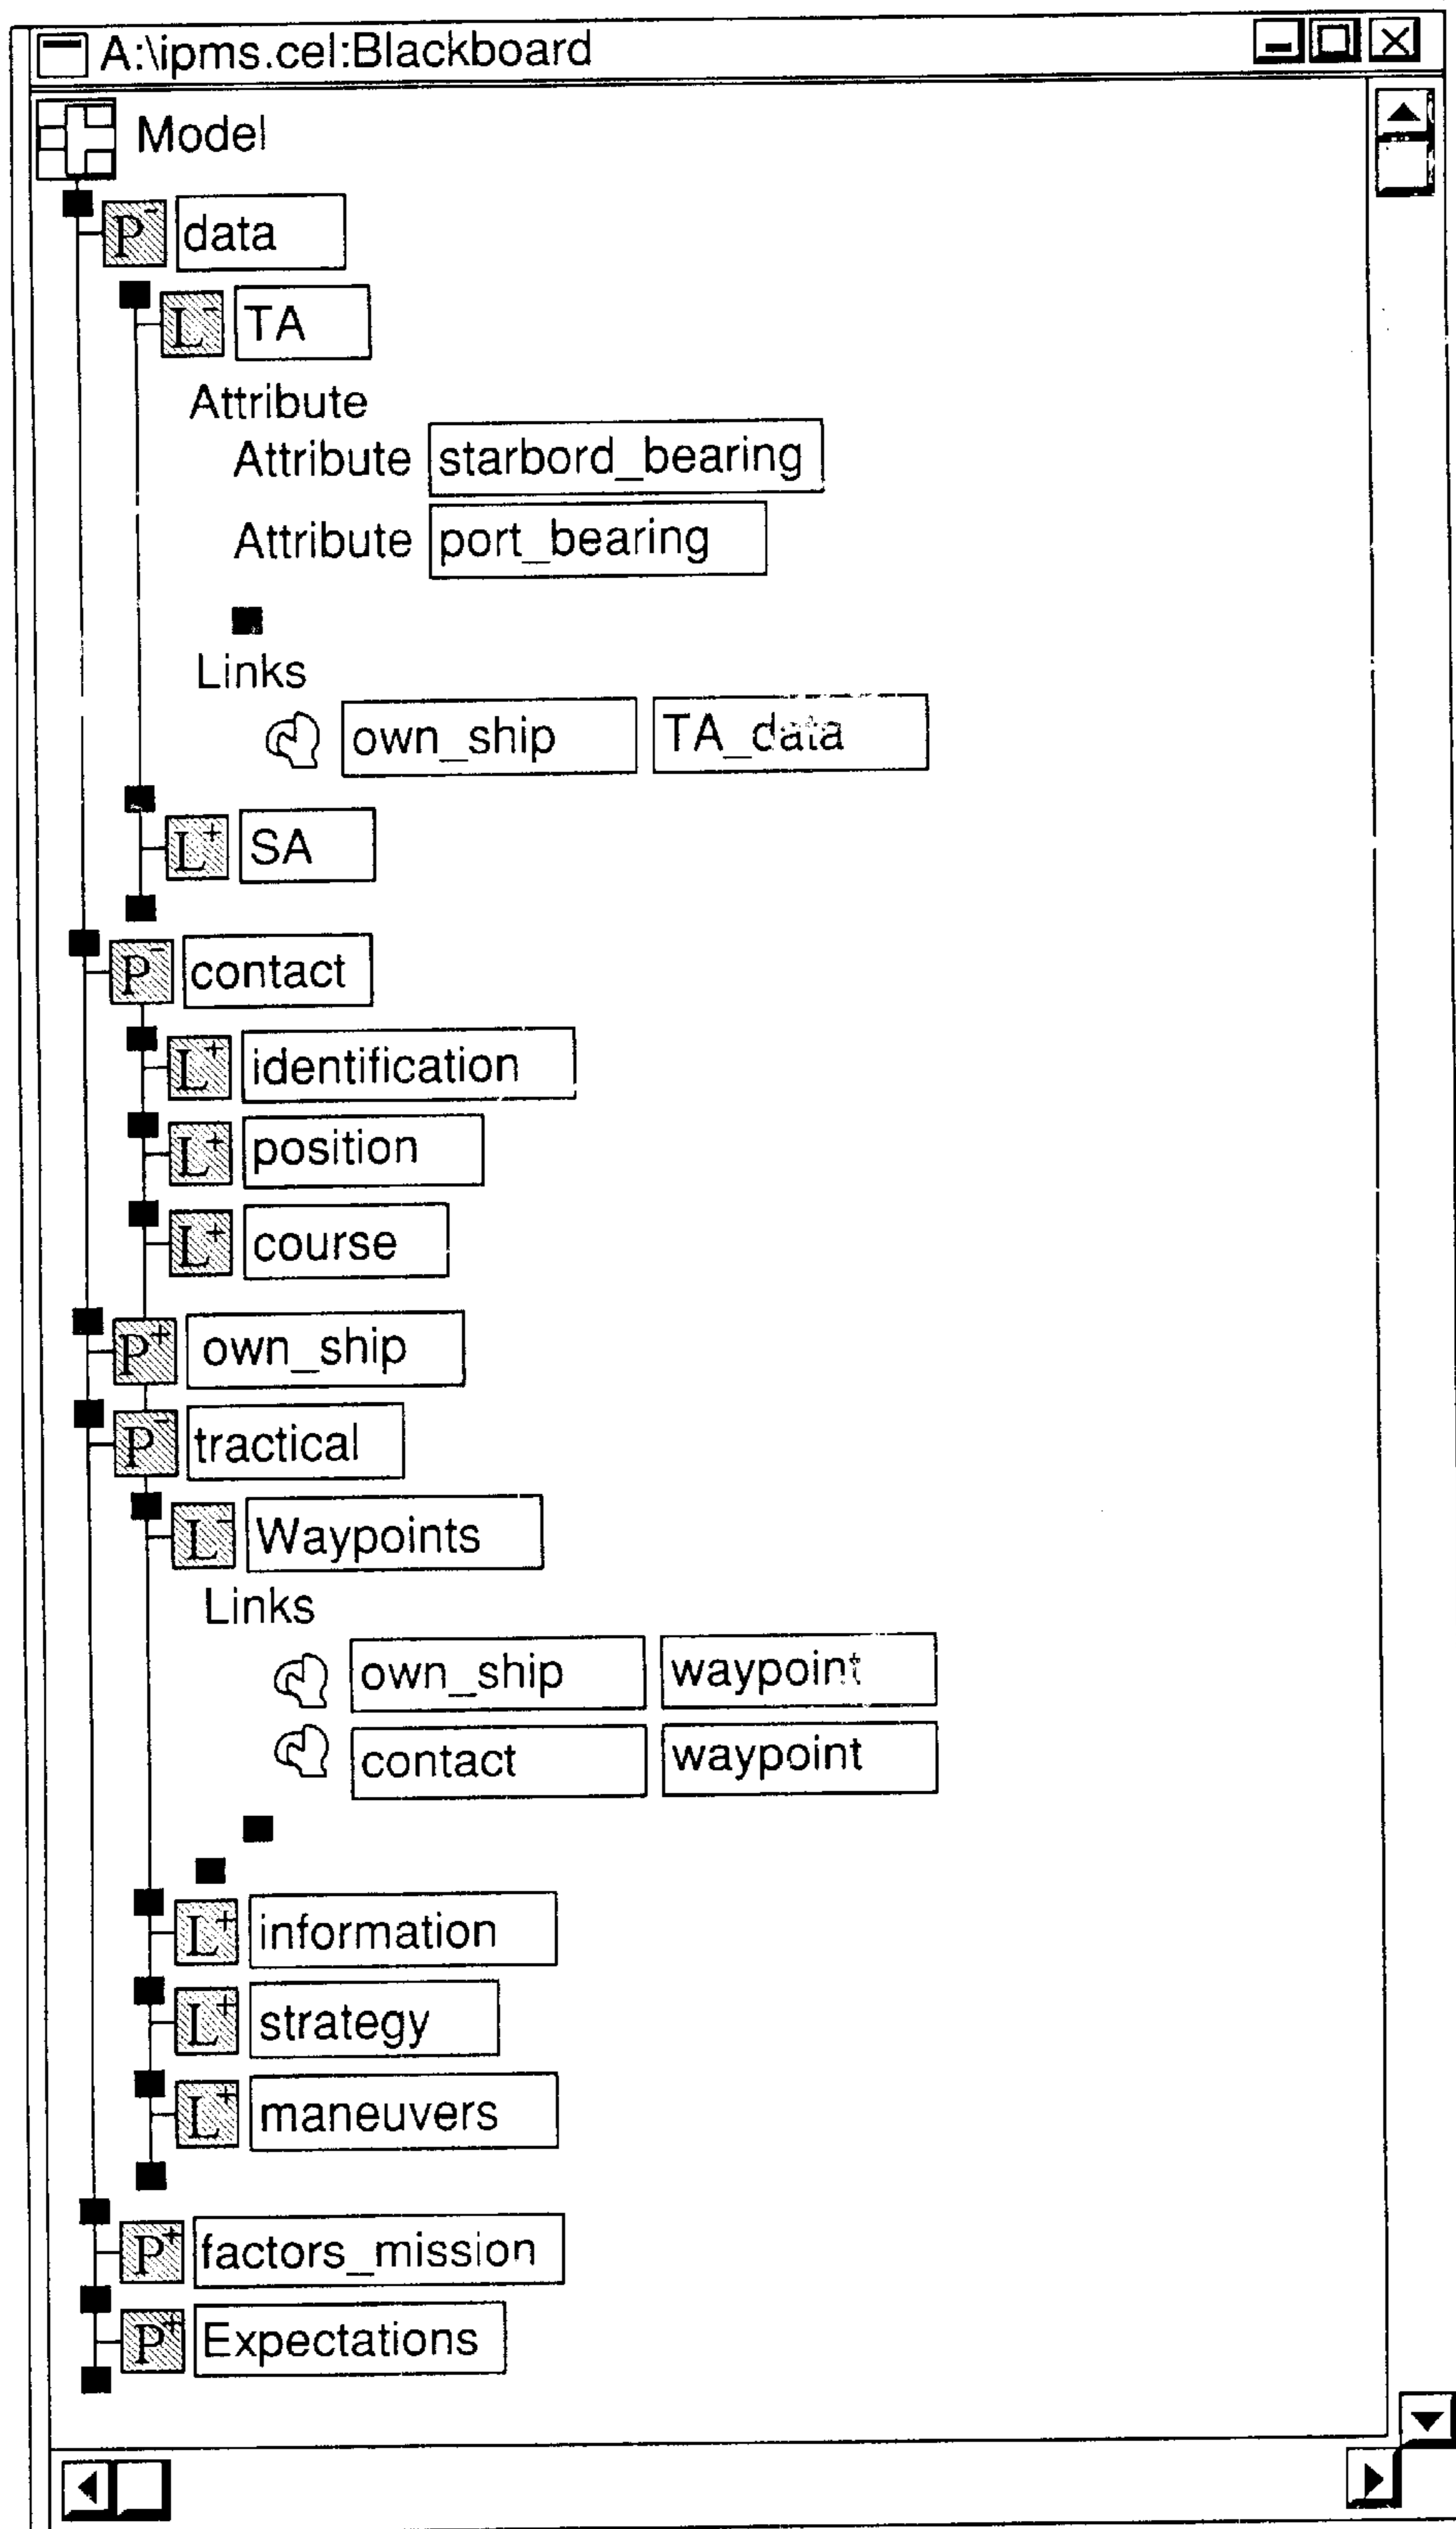 A:\ipms.cel:Blackboard
Model
P- data
L- TA
Attribute
Attribute starbord_bearing
Attribute port_bearing
Links
own_ship TA_data
L+ SA
P- contact
L+ identification
L+ position
L+ course
P+ own_ship
P- tractical
L- Waypoints
Links
own_ship waypoint
contact waypoint
L+ information
L+ strategy
L+ maneuvers
P+ factors_mission
P+ Expectations